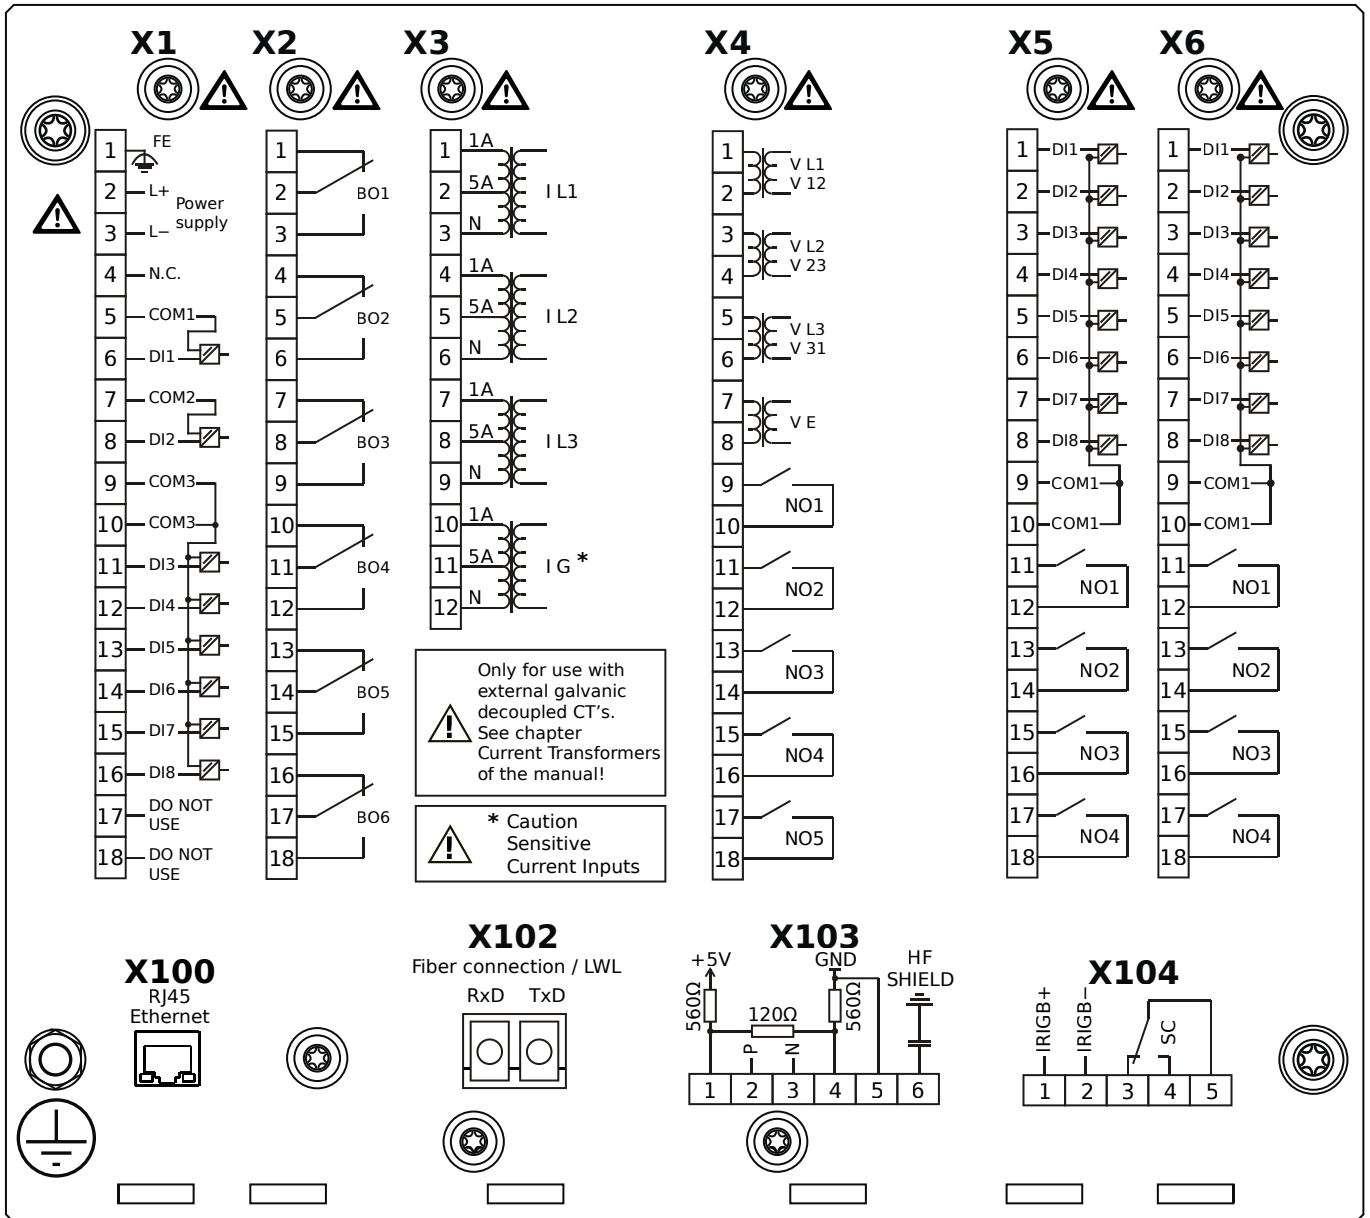 X1
X2
X3
X4
X5
X6
1
FE
2
L+
Power
supply
3
L−
4
N.C.
5
COM1
6
DI1
7
COM2
8
DI2
9
COM3
10
COM3
11
DI3
12
DI4
13
DI5
14
DI6
15
DI7
16
DI8
17
DO NOT
USE
18
DO NOT
USE
1
2
BO1
3
4
5
BO2
6
7
8
BO3
9
10
11
BO4
12
13
14
BO5
15
16
17
BO6
18
1
1A
2
5A
I L1
3
N
4
1A
5
5A
I L2
6
N
7
1A
8
5A
I L3
9
N
10
1A
11
5A
I G *
12
N
Only for use with
external galvanic
decoupled CT's.
See chapter
Current Transformers
of the manual!
* Caution
Sensitive
Current Inputs
1
V L1
V 12
2
3
V L2
V 23
4
5
V L3
V 31
6
7
V E
8
9
NO1
10
11
NO2
12
13
NO3
14
15
NO4
16
17
NO5
18
1
DI1
2
DI2
3
DI3
4
DI4
5
DI5
6
DI6
7
DI7
8
DI8
9
COM1
10
COM1
11
NO1
12
13
NO2
14
15
NO3
16
17
NO4
18
1
DI1
2
DI2
3
DI3
4
DI4
5
DI5
6
DI6
7
DI7
8
DI8
9
COM1
10
COM1
11
NO1
12
13
NO2
14
15
NO3
16
17
NO4
18
X100
RJ45
Ethernet
X102
Fiber connection / LWL
RxD TxD
X103
+5V
GND
HF
SHIELD
560Ω
120Ω
560Ω
P
N
1 2 3 4 5 6
X104
IRIGB+
IRIGB−
SC
1 2 3 4 5